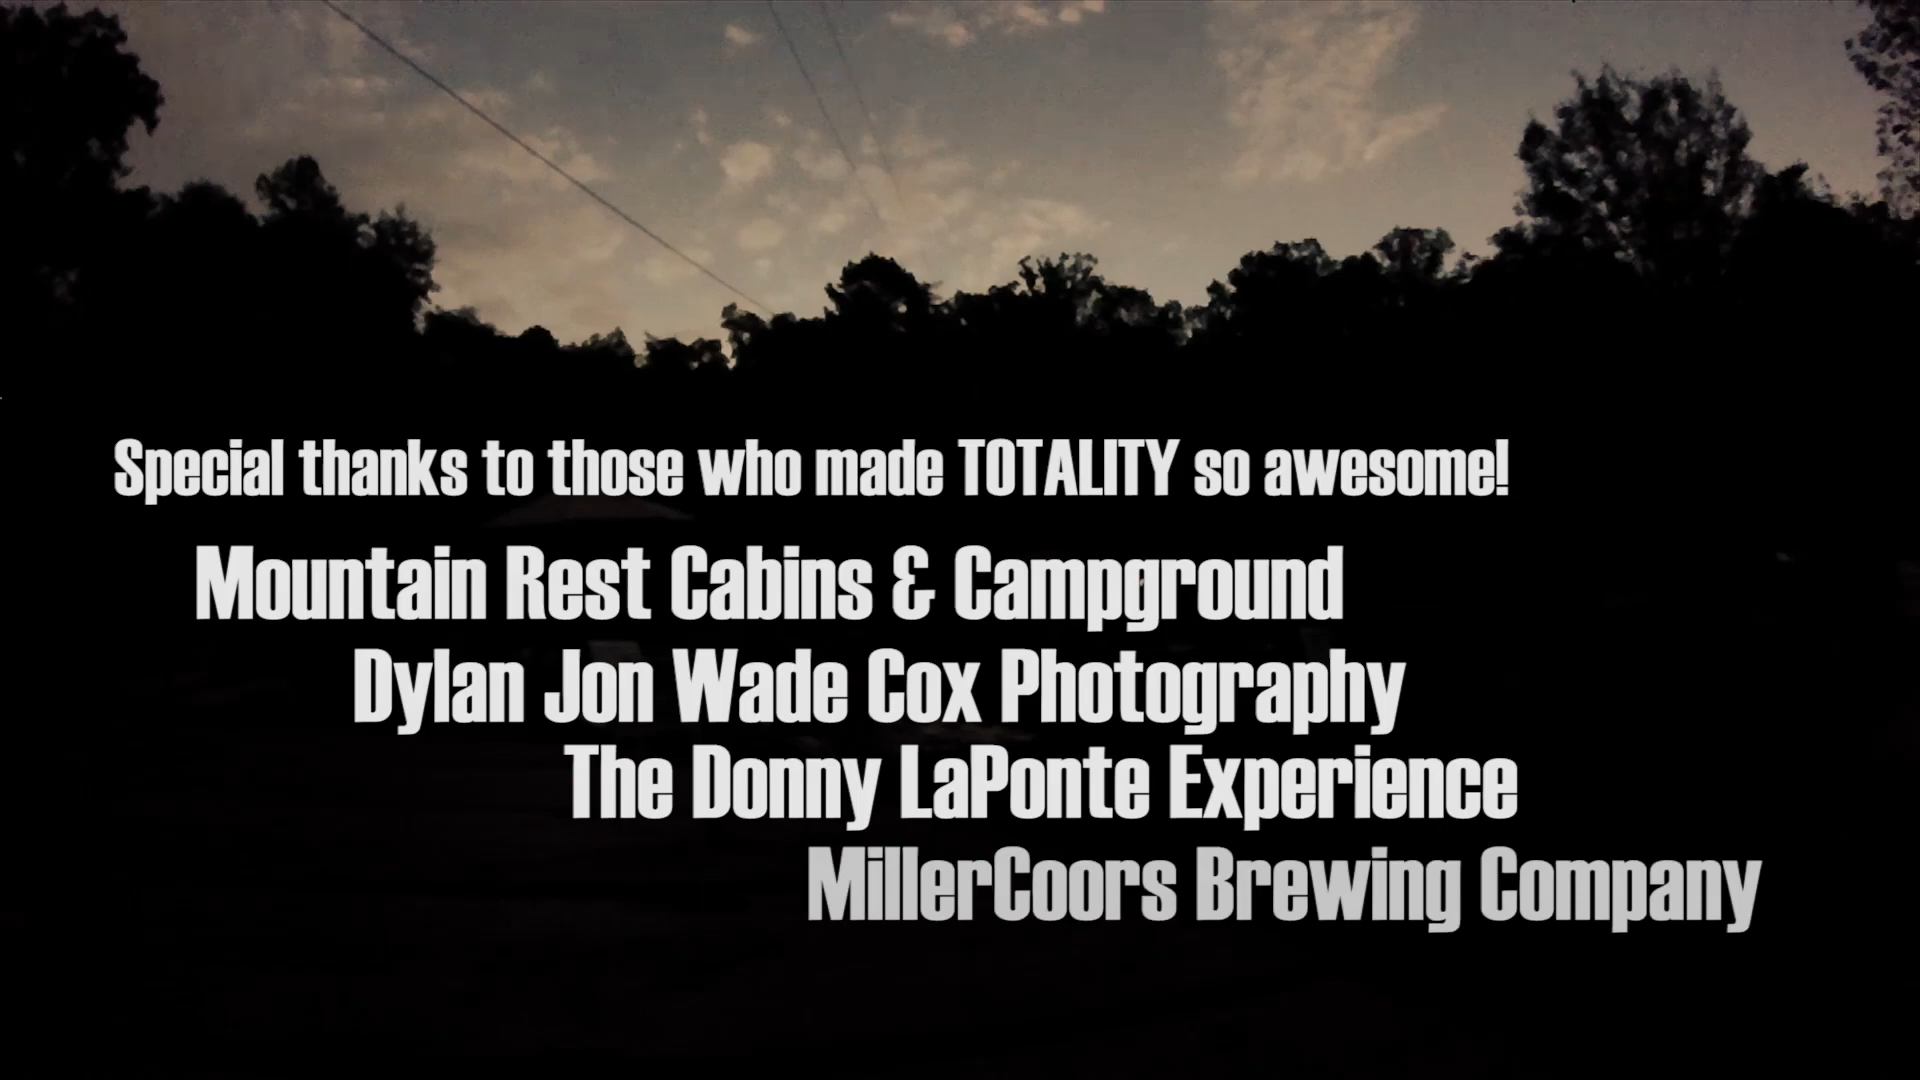 Special thanks to those who made TOTALITY so awesome!
Mountain Rest Cabins & Campground
Dylan Jon Wade Cox Photography
The Donny LaPonte Experience
MillerCoors Brewing Company